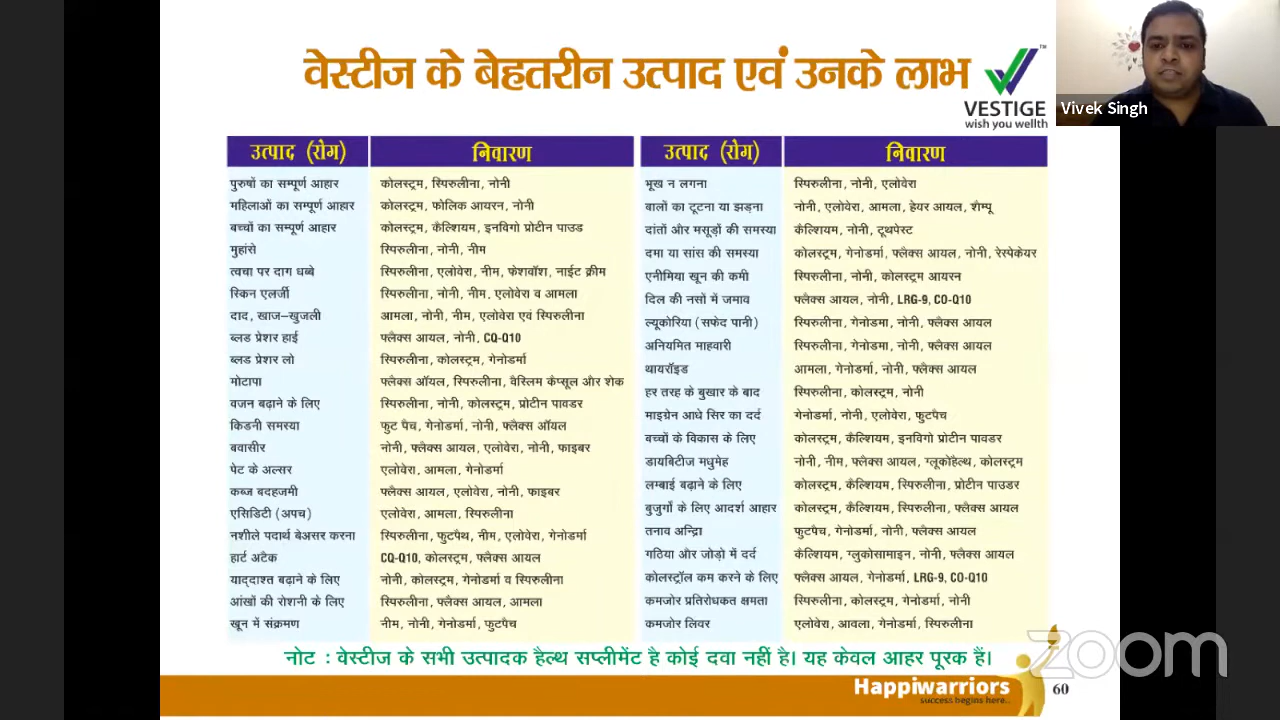 वेस्टीज के बेहतरीन उत्पाद एवं उनके लाभ
TM
VESTIGE
wish you wellth
Vivek Singh
उत्पाद (रोग) निवारण
पुरुषों का सम्पूर्ण आहार कोलस्ट्रम, स्पिरुलीना, नोनी
महिलाओं का सम्पूर्ण आहार कोलस्ट्रम, फोलिक आयरन, नोनी
बच्चों का सम्पूर्ण आहार कोलस्ट्रम, कैल्शियम, इनविगो प्रोटीन पाउड
मुहांसे स्पिरुलीना, नोनी, नीम
त्वचा पर दाग धब्बे स्पिरुलीना, एलोवेरा, नीम, फेशवॉश, नाईट क्रीम
स्किन एलर्जी स्पिरुलीना, नोनी, नीम, एलोवेरा व आमला
दाद, खाज–खुजली आमला, नोनी, नीम, एलोवेरा एवं स्पिरुलीना
ब्लड प्रेशर हाई फ्लैक्स आयल, नोनी, CQ-Q10
ब्लड प्रेशर लो स्पिरुलीना, कोलस्ट्रम, गेनोडर्मा
मोटापा फ्लैक्स ऑयल, स्पिरुलीना, वेस्लिम कैप्सूल और शेक
वजन बढ़ाने के लिए स्पिरुलीना, नोनी, कोलस्ट्रम, प्रोटीन पावडर
किडनी समस्या फुट पैच, गेनोडर्मा, नोनी, फ्लैक्स ऑयल
बवासीर नोनी, फ्लैक्स आयल, एलोवेरा, नोनी, फाइबर
पेट के अल्सर एलोवेरा, आमला, गेनोडर्मा
कब्ज बदहजमी फ्लैक्स आयल, एलोवेरा, नोनी, फाइबर
एसिडिटी (अपच) एलोवेरा, आमला, स्पिरुलीना
नशीले पदार्थ बेअसर करना स्पिरुलीना, फुटपैथ, नीम, एलोवेरा, गेनोडर्मा
हार्ट अटैक CQ-Q10, कोलस्ट्रम, फ्लैक्स आयल
याद्दाश्त बढ़ाने के लिए नोनी, कोलस्ट्रम, गेनोडर्मा व स्पिरुलीना
आंखों की रोशनी के लिए स्पिरुलीना, फ्लैक्स आयल, आमला
खून में संक्रमण नीम, नोनी, गेनोडर्मा, फुटपैच
उत्पाद (रोग) निवारण
भूख न लगना स्पिरुलीना, नोनी, एलोवेरा
बालों का टूटना या झड़ना नोनी, एलोवेरा, आमला, हेयर आयल, शैम्पू
दांतों और मसूड़ों की समस्या कैल्शियम, नोनी, टूथपेस्ट
दमा या सांस की समस्या कोलस्ट्रम, गेनोडर्मा, फ्लैक्स आयल, नोनी, रेस्पेकेयर
एनीमिया खून की कमी स्पिरुलीना, नोनी, कोलस्ट्रम आयरन
दिल की नसों में जमाव फ्लैक्स आयल, नोनी, LRG-9, CO-Q10
ल्यूकोरिया (सफेद पानी) स्पिरुलीना, गेनोडमा, नोनी, फ्लैक्स आयल
अनियमित माहवारी स्पिरुलीना, गेनोडमा, नोनी, फ्लैक्स आयल
थायरॉइड आमला, गेनोडर्मा, नोनी, फ्लैक्स आयल
हर तरह के बुखार के बाद स्पिरुलीना, कोलस्ट्रम, नोनी
माइग्रेन आधे सिर का दर्द गेनोडर्मा, नोनी, एलोवेरा, फुटपैच
बच्चों के विकास के लिए कोलस्ट्रम, कैल्शियम, इनविगो प्रोटीन पावडर
डायबिटीज मधुमेह नोनी, नीम, फ्लैक्स आयल, ग्लूकोहैल्थ, कोलस्ट्रम
लम्बाई बढ़ाने के लिए कोलस्ट्रम, कैल्शियम, स्पिरुलीना, प्रोटीन पाउडर
बुजुर्गों के लिए आदर्श आहार कोलस्ट्रम, कैल्शियम, स्पिरुलीना, फ्लैक्स आयल
तनाव अन्द्रिा फुटपैच, गेनोडर्मा, नोनी, फ्लैक्स आयल
गठिया और जोड़ो में दर्द कैल्शियम, ग्लुकोसामाइन, नोनी, फ्लैक्स आयल
कोलस्ट्रॉल कम करने के लिए फ्लैक्स आयल, गेनोडर्मा, LRG-9, CO-Q10
कमजोर प्रतिरोधकत क्षमता स्पिरुलीना, कोलस्ट्रम, गेनोडर्मा, नोनी
कमजोर लिवर एलोवेरा, आवला, गेनोडर्मा, स्पिरुलीना
नोट : वेस्टीज के सभी उत्पादक हैल्थ सप्लीमेंट है कोई दवा नहीं है। यह केवल आहर पूरक हैं।
zoom
Happiwarriors
success begins here...
60